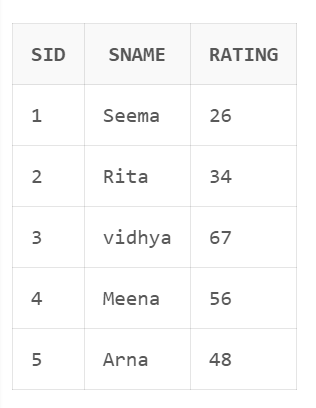 SID SNAME RATING
1 Seema 26
2 Rita 34
3 vidhya 67
4 Meena 56
5 Arna 48